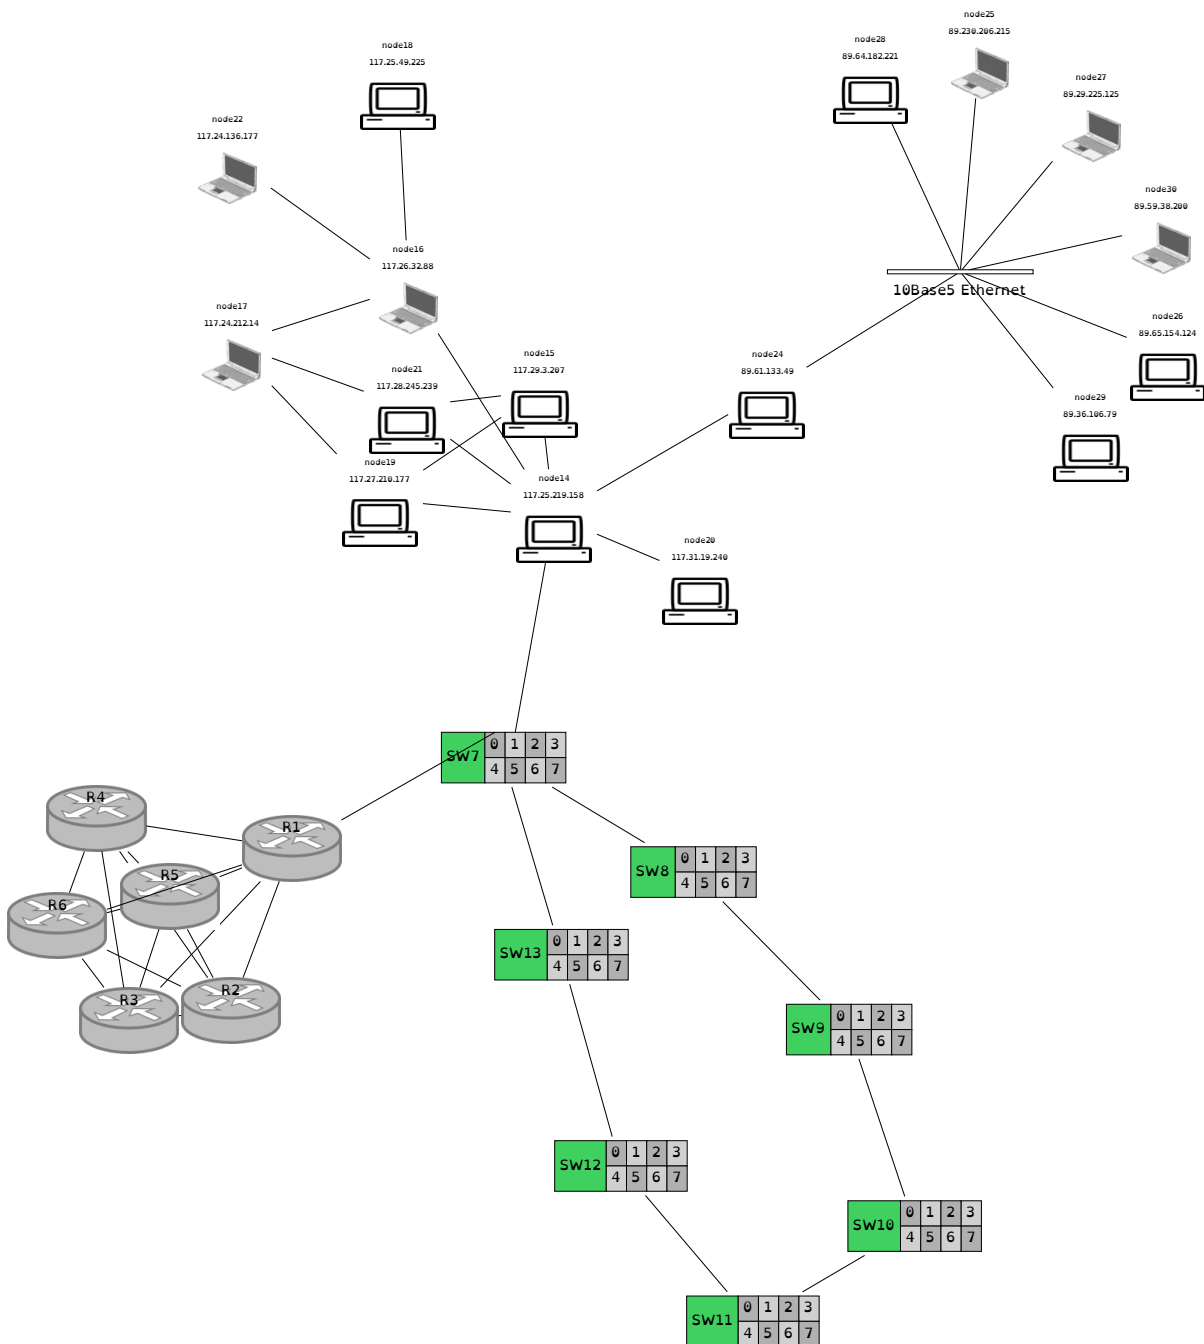 node25
89.230.206.215
node28
89.64.182.221
node18
117.25.49.225
node27
89.29.225.125
node22
117.24.136.177
node30
89.59.38.200
node16
117.26.32.88
10Base5 Ethernet
node17
117.24.212.14
node26
89.65.154.124
node15
117.29.3.207
node24
89.61.133.49
node21
117.28.245.239
node29
89.36.106.79
node19
117.27.210.177
node14
117.25.219.158
node20
117.31.19.240
SW7 0 1 2 3
4 5 6 7
R4
R1
R5
R6
SW8 0 1 2 3
4 5 6 7
SW13 0 1 2 3
4 5 6 7
R2
R3
SW9 0 1 2 3
4 5 6 7
SW12 0 1 2 3
4 5 6 7
SW10 0 1 2 3
4 5 6 7
SW11 0 1 2 3
4 5 6 7